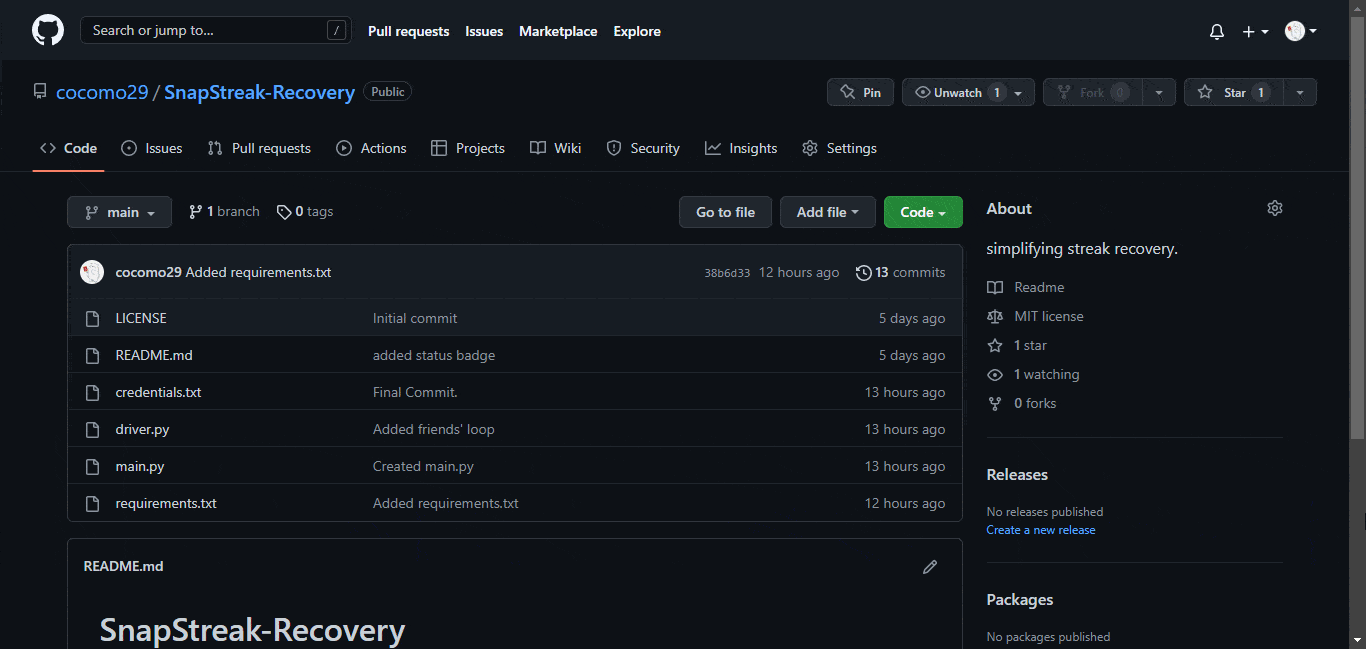 Search or jump to... /
Pull requests Issues Marketplace Explore
cocomo29 / SnapStreak-Recovery Public
Pin Unwatch 1 Fork 0 Star 1
Code Issues Pull requests Actions Projects Wiki Security Insights Settings
main 1 branch 0 tags Go to file Add file Code
cocomo29 Added requirements.txt 38b6d33 12 hours ago 13 commits
LICENSE Initial commit 5 days ago
README.md added status badge 5 days ago
credentials.txt Final Commit. 13 hours ago
driver.py Added friends' loop 13 hours ago
main.py Created main.py 13 hours ago
requirements.txt Added requirements.txt 12 hours ago
README.md
SnapStreak-Recovery
About
simplifying streak recovery.
Readme
MIT license
1 star
1 watching
0 forks
Releases
No releases published
Create a new release
Packages
No packages published